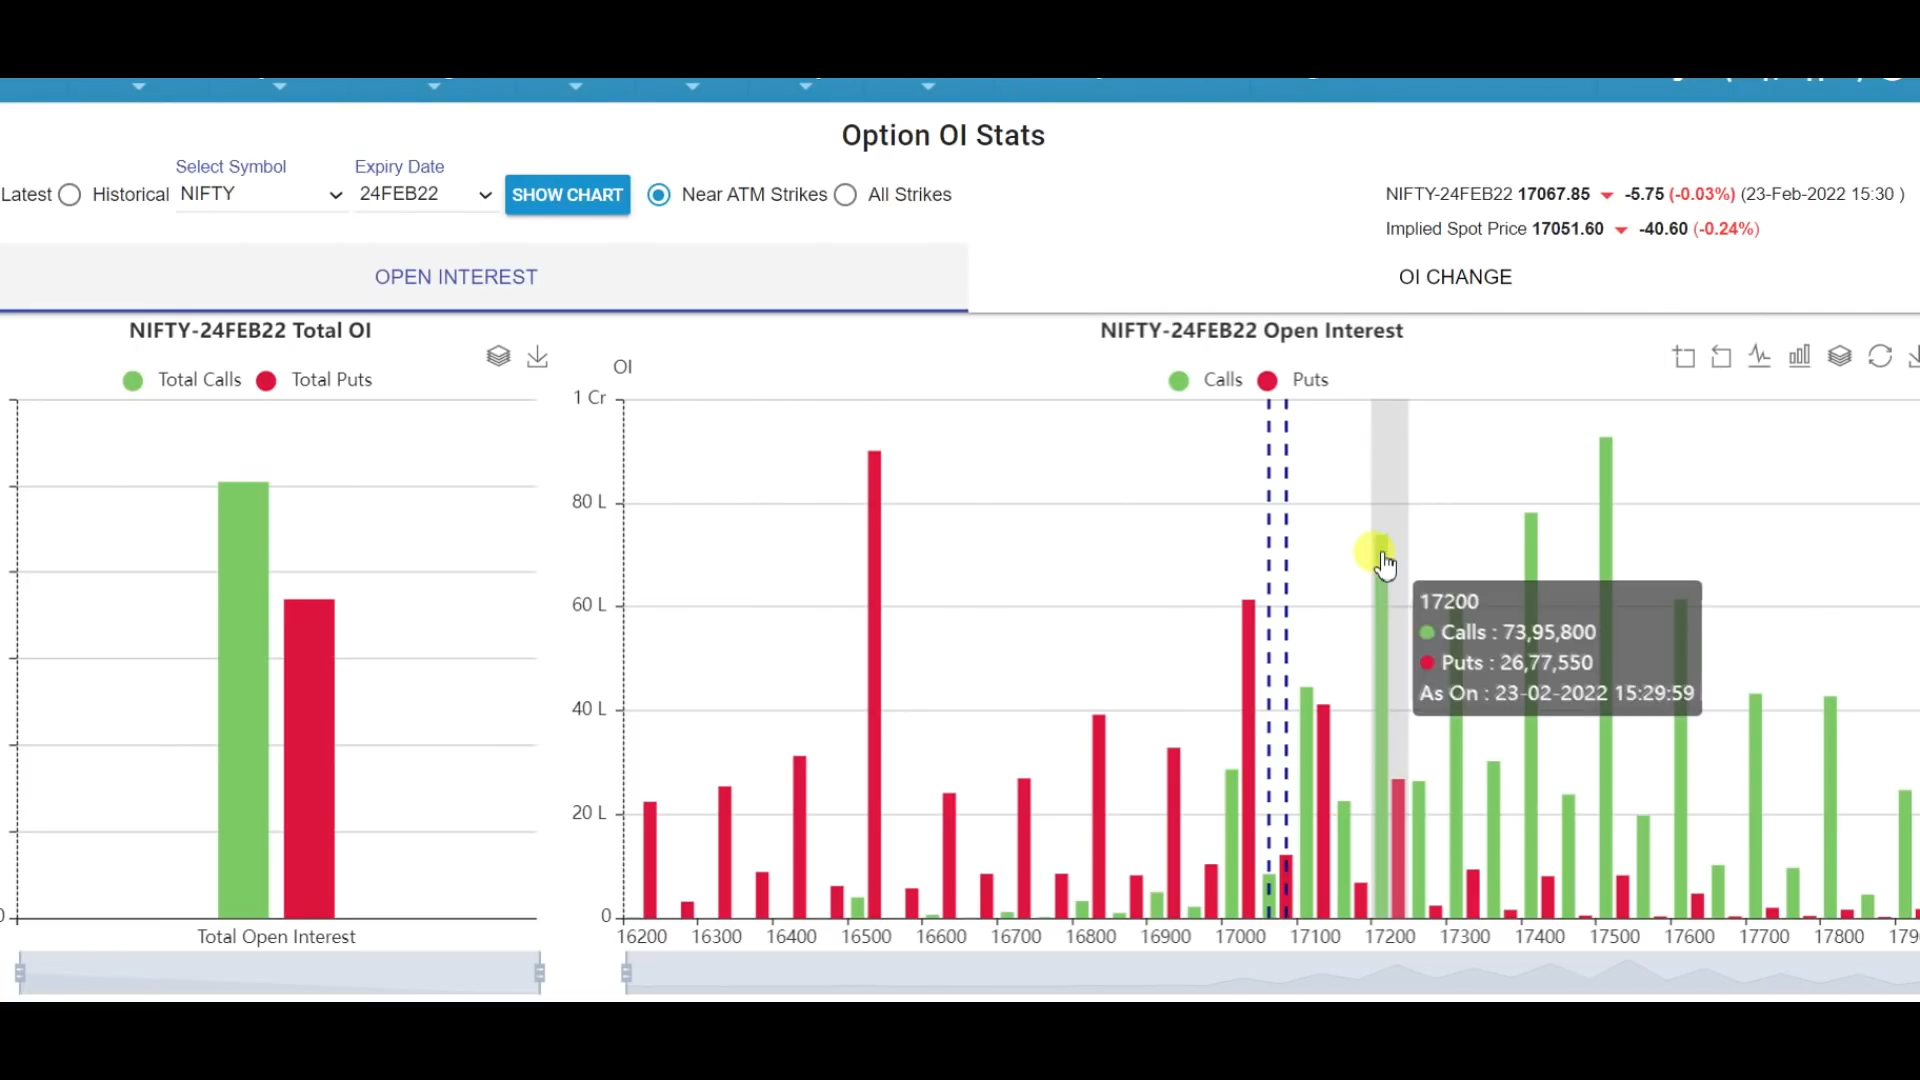 Option OI Stats
Select Symbol Expiry Date
Latest Historical NIFTY 24FEB22 SHOW CHART Near ATM Strikes All Strikes
NIFTY-24FEB22 17067.85 -5.75 (-0.03%) (23-Feb-2022 15:30 )
Implied Spot Price 17051.60 -40.60 (-0.24%)
OPEN INTEREST OI CHANGE
NIFTY-24FEB22 Total OI
Total Calls Total Puts
0
Total Open Interest
NIFTY-24FEB22 Open Interest
OI
Calls Puts
1 Cr
80 L
60 L
40 L
20 L
0
17200
Calls : 73,95,800
Puts : 26,77,550
As On : 23-02-2022 15:29:59
16200 16300 16400 16500 16600 16700 16800 16900 17000 17100 17200 17300 17400 17500 17600 17700 17800 179